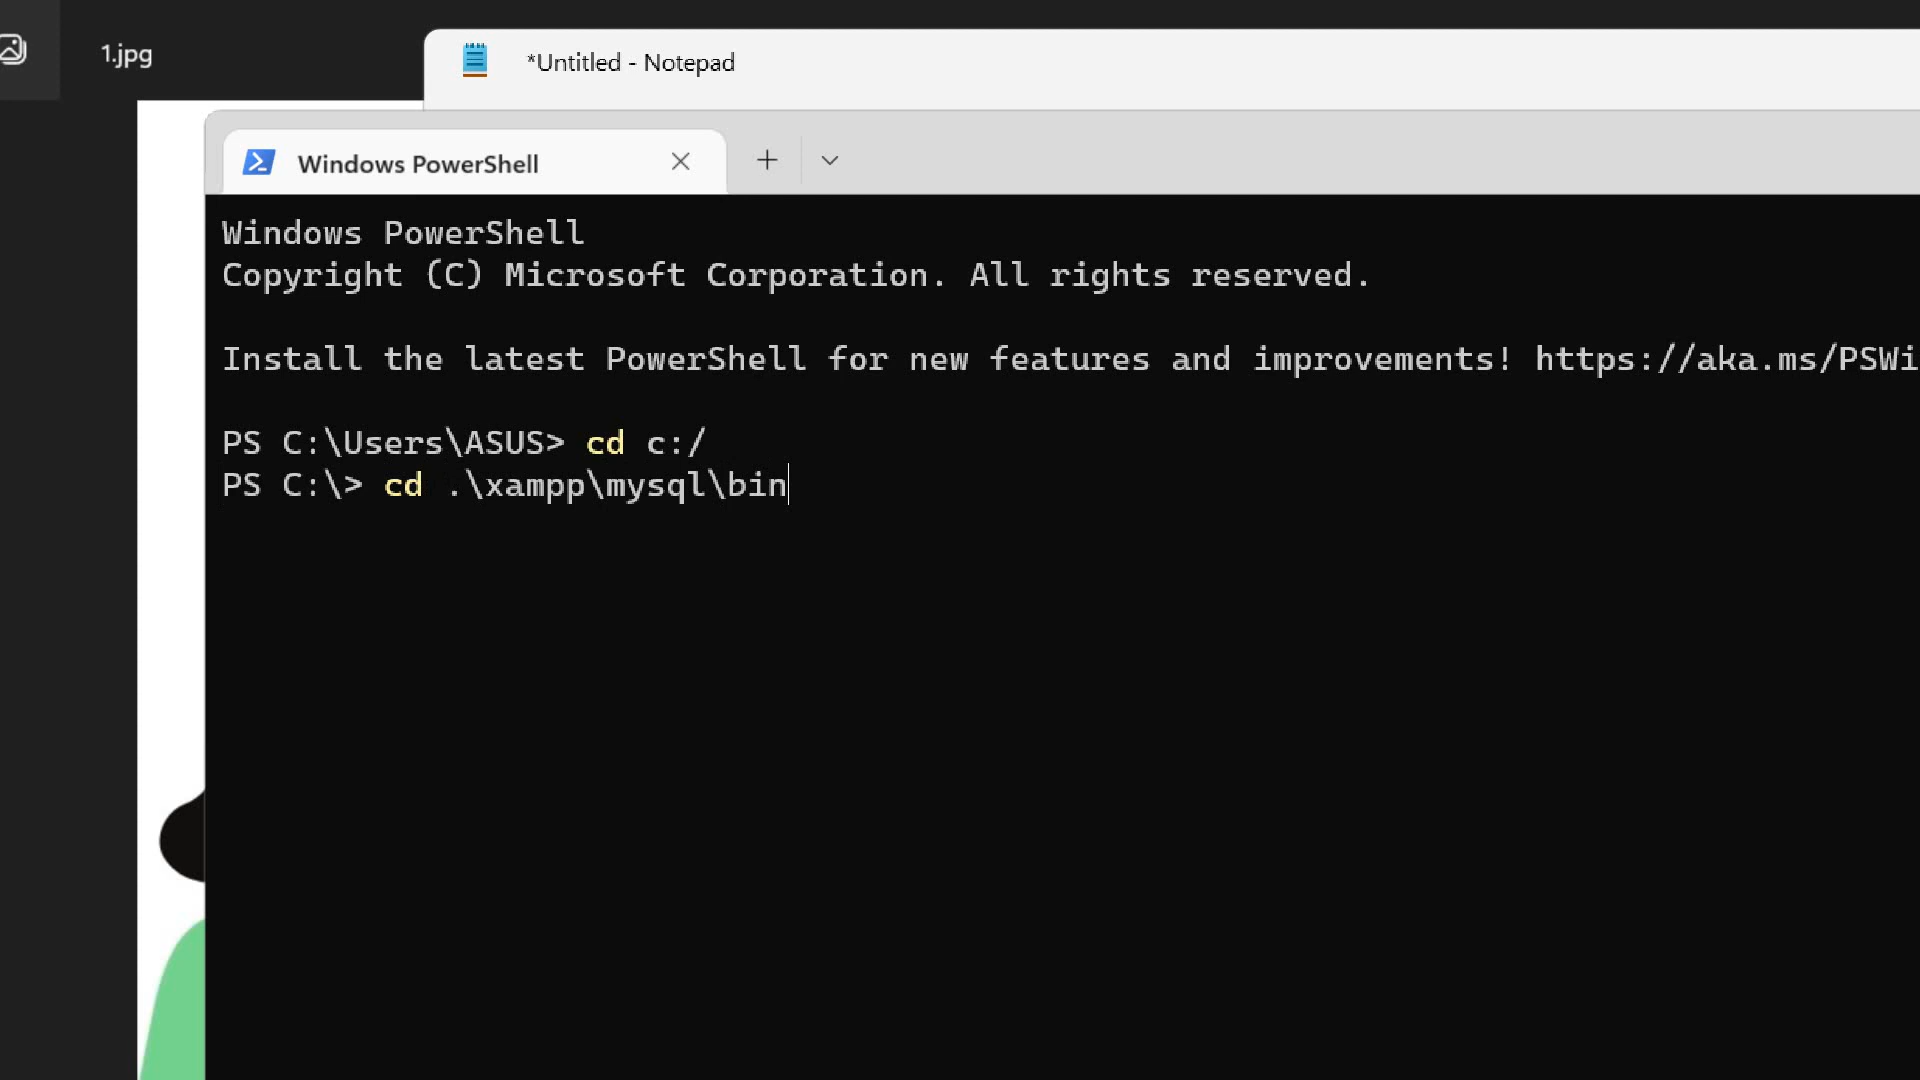 1.jpg
*Untitled - Notepad
Windows PowerShell
Windows PowerShell
Copyright (C) Microsoft Corporation. All rights reserved.
Install the latest PowerShell for new features and improvements! https://aka.ms/PSWi
PS C:\Users\ASUS> cd c:/
PS C:\> cd .\xampp\mysql\bin